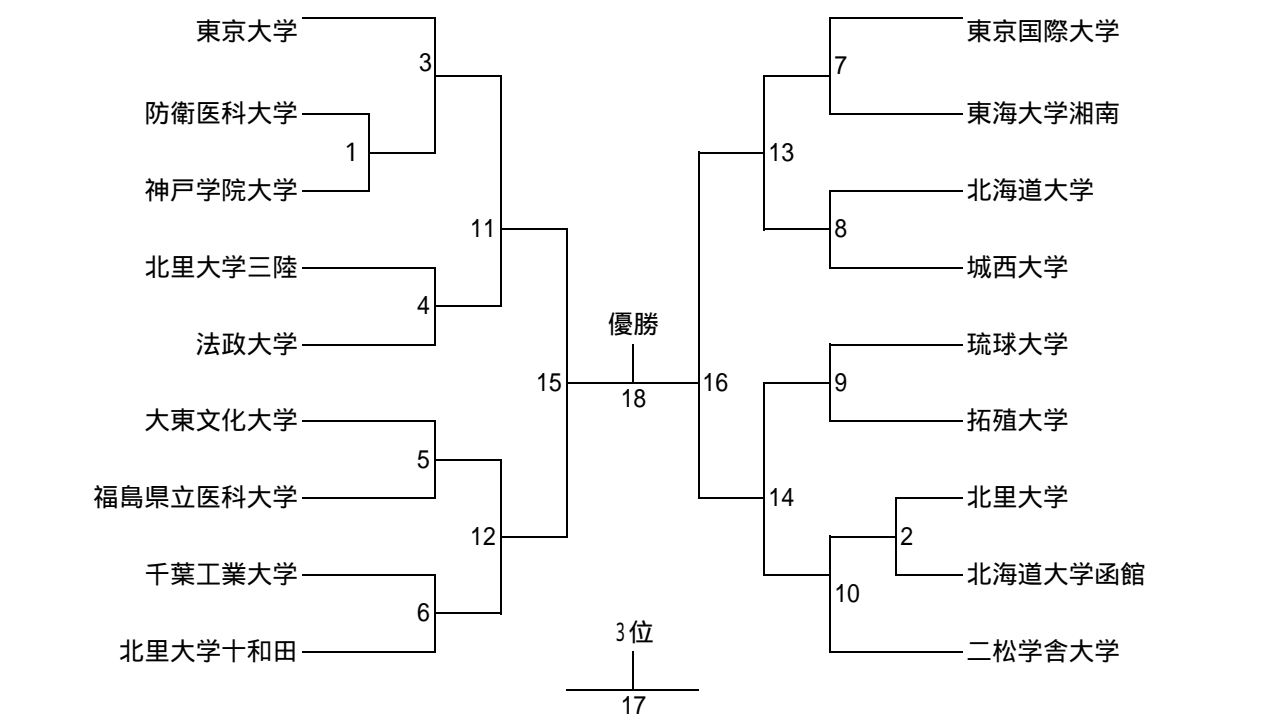 東京大学
3
防衛医科大学
1
神戸学院大学
11
北里大学三陸
4
法政大学
15
大東文化大学
5
福島県立医科大学
12
千葉工業大学
6
北里大学十和田
優勝
18
3位
17
東京国際大学
7
東海大学湘南
13
北海道大学
8
城西大学
16
琉球大学
9
拓殖大学
14
北里大学
2
北海道大学函館
10
二松学舎大学